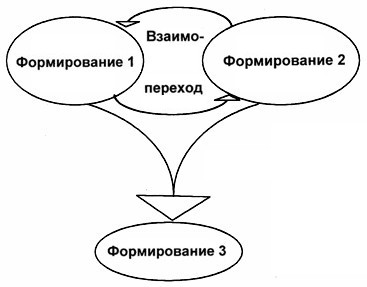 Взаимо-
Формирование 1
Формирование 2
переход
Формирование 3